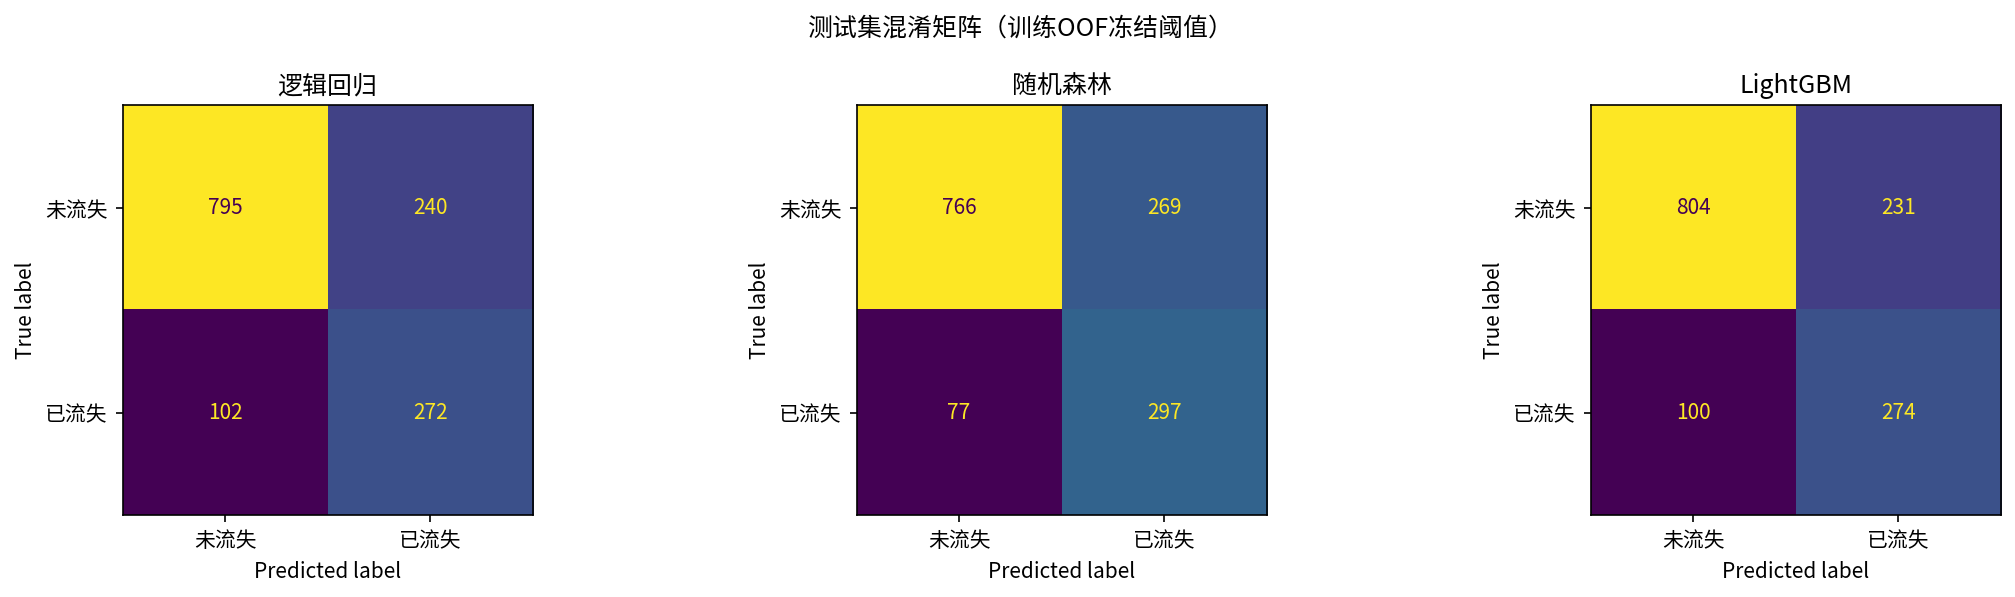 测试集混淆矩阵（训练OOF冻结阈值）
逻辑回归
True label
未流失
795
240
已流失
102
272
未流失
已流失
Predicted label
随机森林
True label
未流失
766
269
已流失
77
297
未流失
已流失
Predicted label
LightGBM
True label
未流失
804
231
已流失
100
274
未流失
已流失
Predicted label